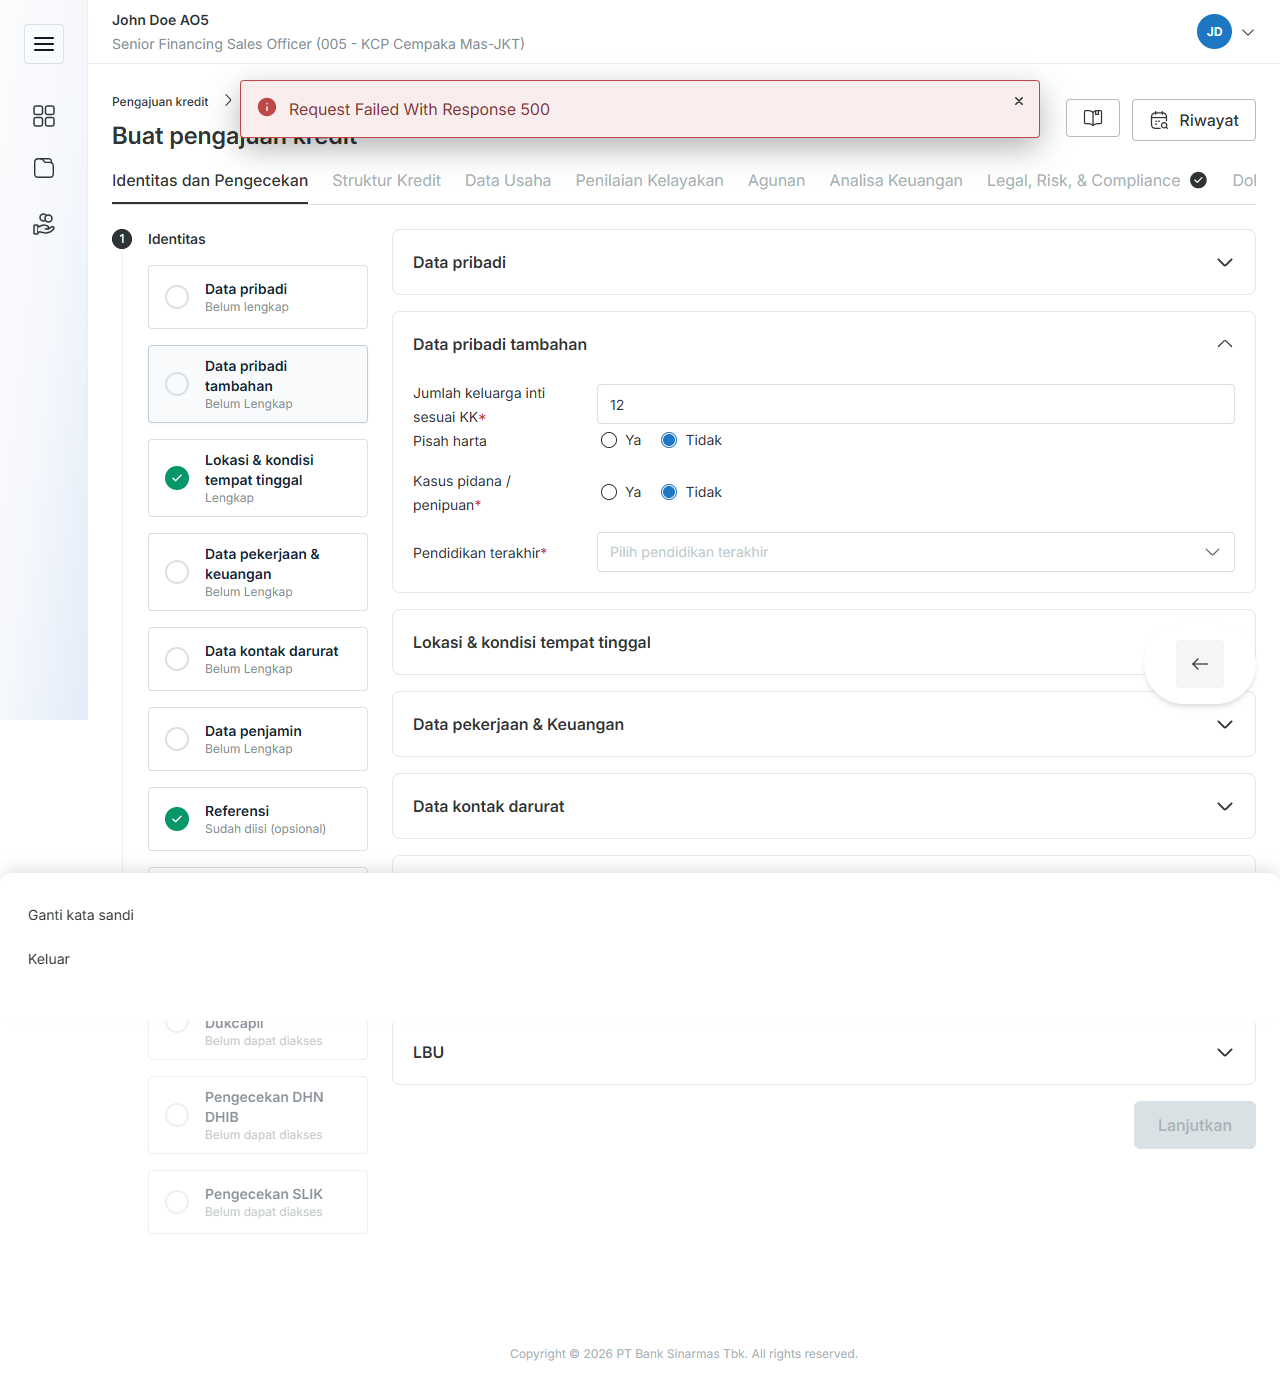 John Doe AO5
Senior Financing Sales Officer (005 - KCP Cempaka Mas-JKT)
JD
Pengajuan kredit
Request Failed With Response 500
Riwayat
Buat pengajuan kredit
Identitas dan Pengecekan
Struktur Kredit
Data Usaha
Penilaian Kelayakan
Agunan
Analisa Keuangan
Legal, Risk, & Compliance
Dol
1
Identitas
Data pribadi
Belum lengkap
Data pribadi
tambahan
Belum Lengkap
Lokasi & kondisi
tempat tinggal
Lengkap
Data pekerjaan &
keuangan
Belum Lengkap
Data kontak darurat
Belum Lengkap
Data penjamin
Belum Lengkap
Referensi
Sudah diisi (opsional)
Data pribadi
Data pribadi tambahan
Jumlah keluarga inti
sesuai KK*
12
Pisah harta
Ya
Tidak
Kasus pidana /
penipuan*
Ya
Tidak
Pendidikan terakhir*
Pilih pendidikan terakhir
Lokasi & kondisi tempat tinggal
Data pekerjaan & Keuangan
Data kontak darurat
Ganti kata sandi
Keluar
Dukcapil
Belum dapat diakses
Pengecekan DHN
DHIB
Belum dapat diakses
Pengecekan SLIK
Belum dapat diakses
LBU
Lanjutkan
Copyright © 2026 PT Bank Sinarmas Tbk. All rights reserved.